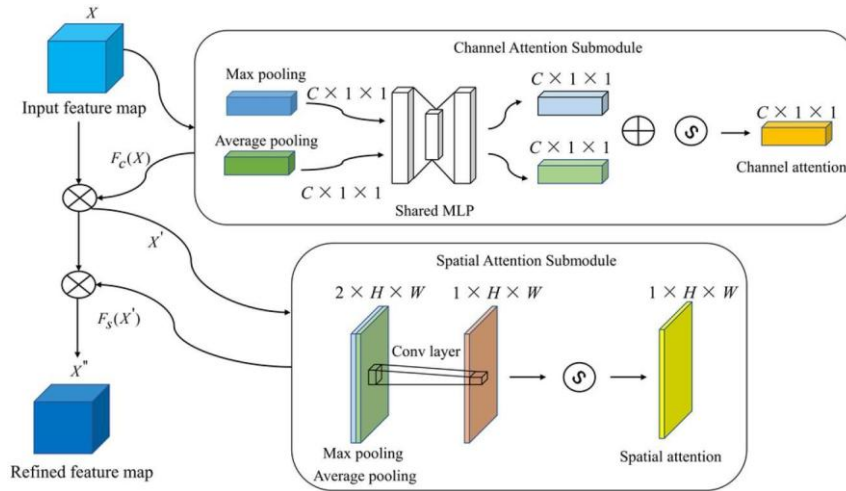 X
Input feature map
F_c(X)
X'
F_s(X')
X"
Refined feature map
Channel Attention Submodule
Max pooling
C × 1 × 1
Average pooling
C × 1 × 1
Shared MLP
C × 1 × 1
C × 1 × 1
S
C × 1 × 1
Channel attention
Spatial Attention Submodule
2 × H × W
1 × H × W
1 × H × W
Conv layer
S
Max pooling
Average pooling
Spatial attention